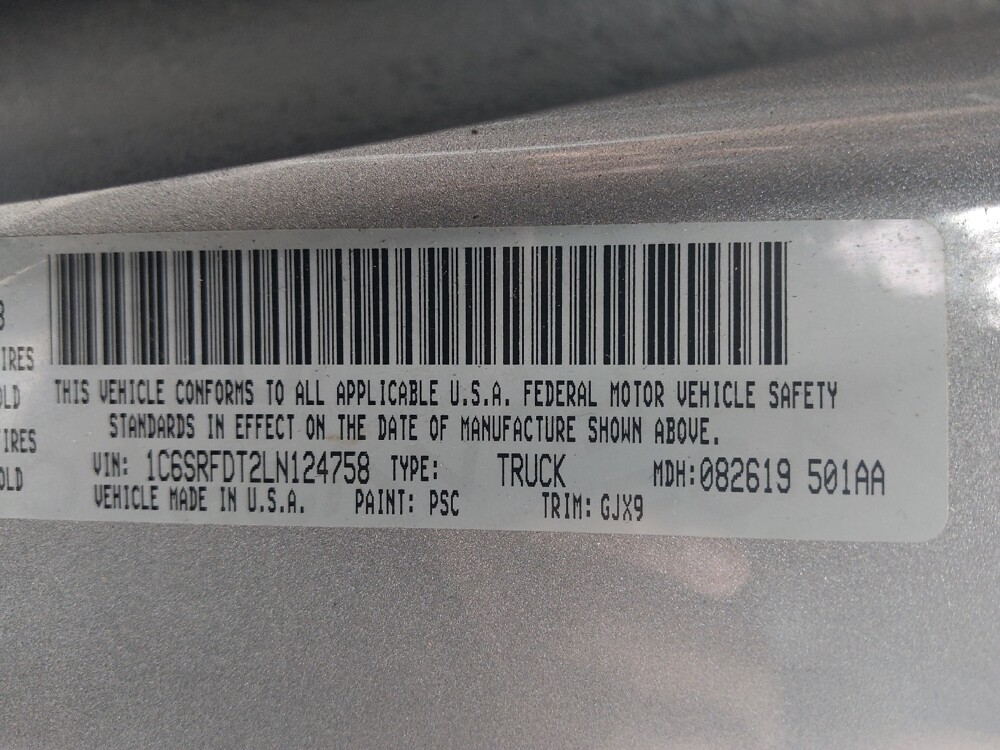 8
IRES
OLD
THIS VEHICLE CONFORMS TO ALL APPLICABLE U.S.A. FEDERAL MOTOR VEHICLE SAFETY
IRES
STANDARDS IN EFFECT ON THE DATE OF MANUFACTURE SHOWN ABOVE.
OLD
VIN: 1C6SRFDT2LN124758 TYPE: TRUCK MDH:082619 501AA
VEHICLE MADE IN U.S.A. PAINT: PSC TRIM: GJX9